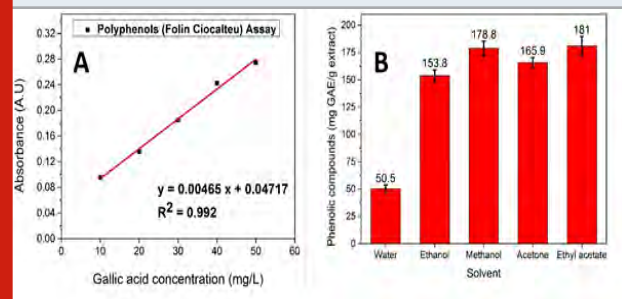 Polyphenols (Folin Ciocalteu) Assay
A
0.32
0.28
0.24
0.20
0.16
0.12
0.08
0.04
0.00
Absorbance (A.U)
y = 0.00465 x + 0.04717
R² = 0.992
0 10 20 30 40 50 60
Gallic acid concentration (mg/L)
B
200
175
150
125
100
75
50
25
0
Phenolic compounds (mg GAE/g extract)
50.5
153.8
178.8
165.9
181
Water Ethanol Methanol Acetone Ethyl acetate
Solvent